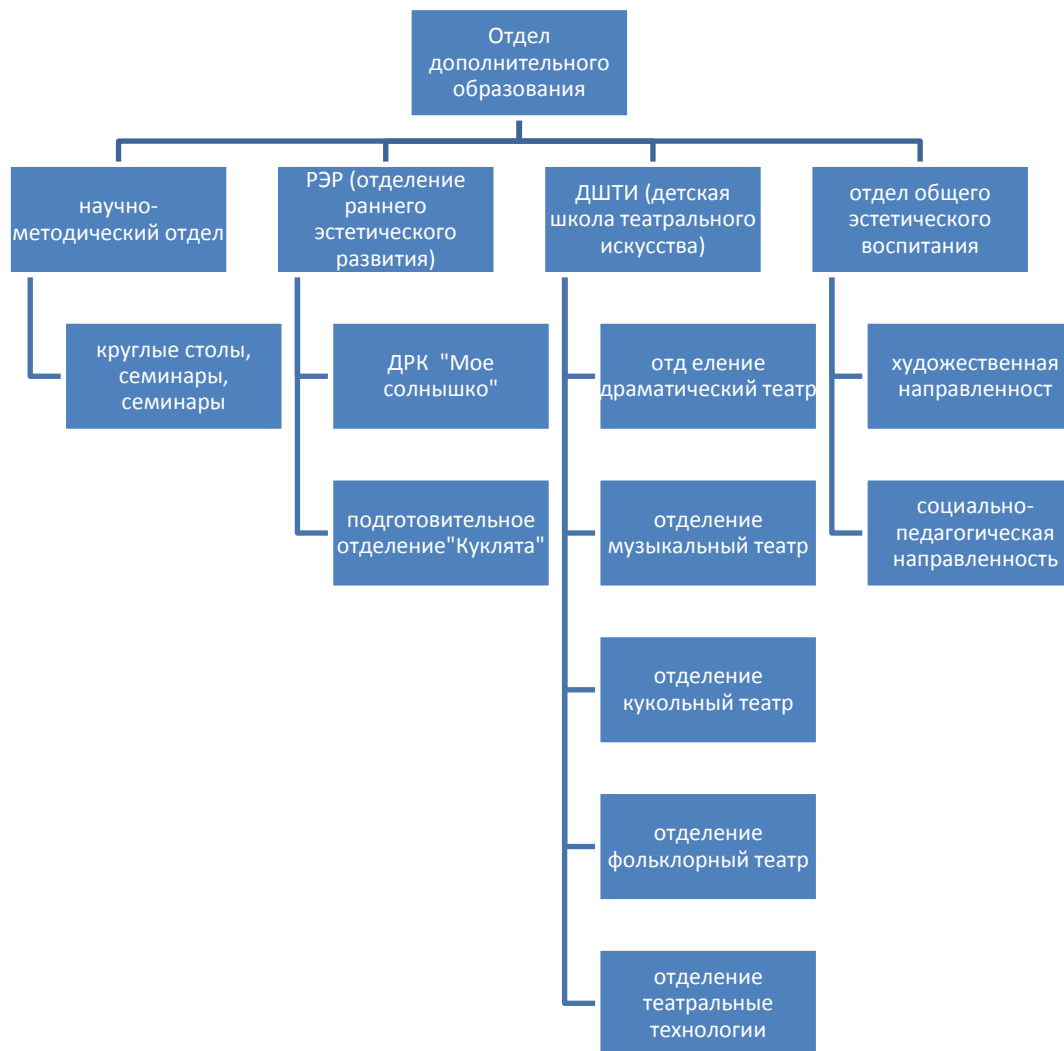 Отдел
дополнительного
образования
научно-
методический отдел
РЭР (отделение
раннего
эстетического
развития)
ДШТИ (детская
школа театрального
искусства)
отдел общего
эстетического
воспитания
круглые столы,
семинары,
семинары
ДРК  "Мое
солнышко"
отд еление
драматический театр
художественная
направленност
подготовительное
отделение"Куклята"
отделение
музыкальный театр
социально-
педагогическая
направленность
отделение
кукольный театр
отделение
фольклорный театр
отделение
театральные
технологии